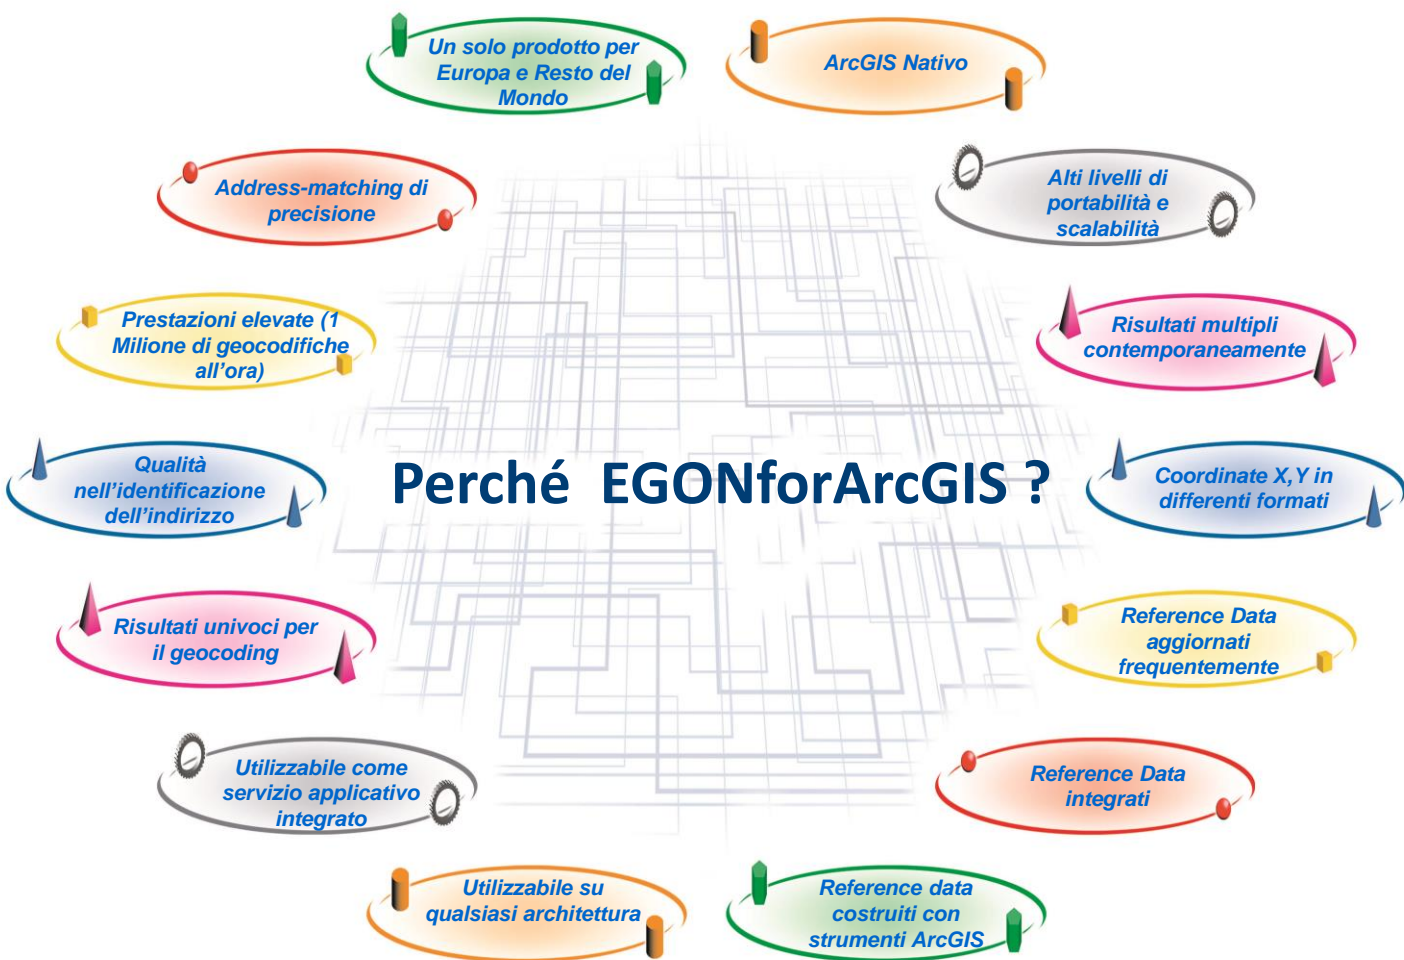 Un solo prodotto per
Europa e Resto del
Mondo
ArcGIS Nativo
Address-matching di
precisione
Alti livelli di
portabilità e
scalabilità
Prestazioni elevate (1
Milione di geocodifiche
all’ora)
Risultati multipli
contemporaneamente
Qualità
nell’identificazione
dell’indirizzo
Perché EGONforArcGIS ?
Coordinate X,Y in
differenti formati
Risultati univoci per
il geocoding
Reference Data
aggiornati
frequentemente
Utilizzabile come
servizio applicativo
integrato
Reference Data
integrati
Utilizzabile su
qualsiasi architettura
Reference data
costruiti con
strumenti ArcGIS